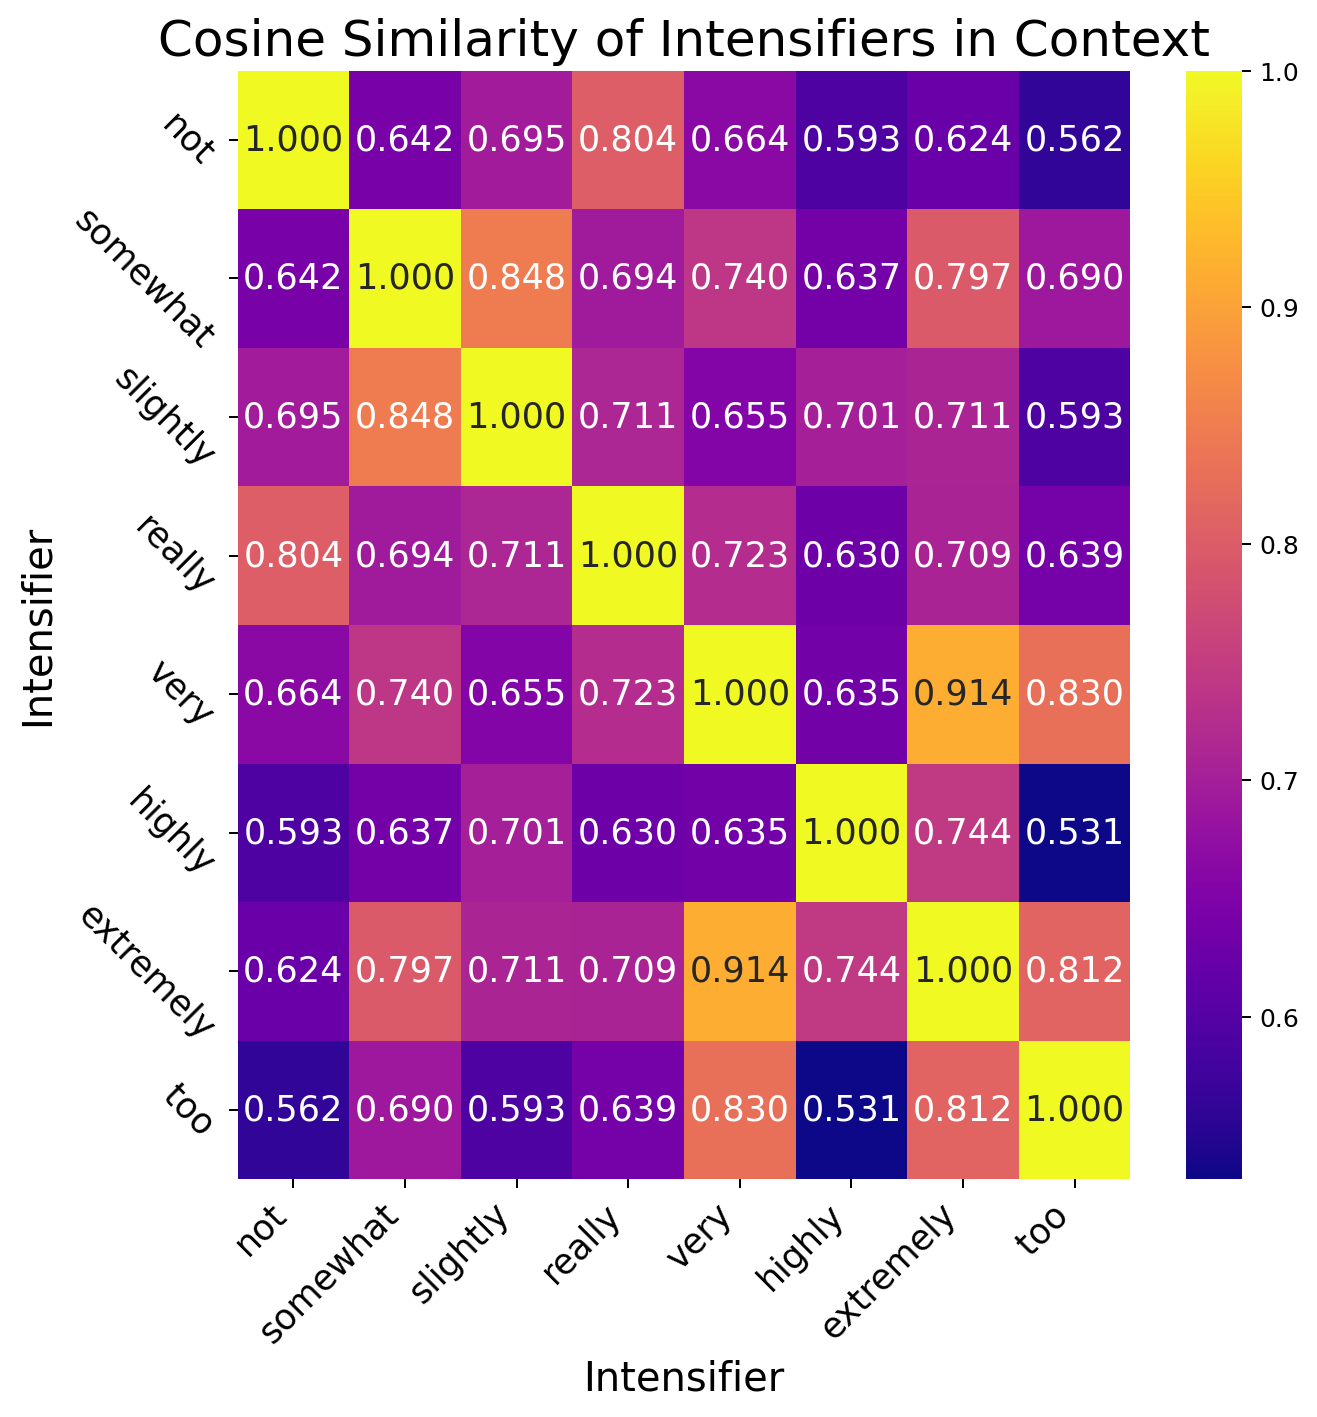 Cosine Similarity of Intensifiers in Context
not 1.000 0.642 0.695 0.804 0.664 0.593 0.624 0.562
somewhat 0.642 1.000 0.848 0.694 0.740 0.637 0.797 0.690
slightly 0.695 0.848 1.000 0.711 0.655 0.701 0.711 0.593
really 0.804 0.694 0.711 1.000 0.723 0.630 0.709 0.639
very 0.664 0.740 0.655 0.723 1.000 0.635 0.914 0.830
highly 0.593 0.637 0.701 0.630 0.635 1.000 0.744 0.531
extremely 0.624 0.797 0.711 0.709 0.914 0.744 1.000 0.812
too 0.562 0.690 0.593 0.639 0.830 0.531 0.812 1.000
not somewhat slightly really very highly extremely too
Intensifier
Intensifier
1.0
0.9
0.8
0.7
0.6